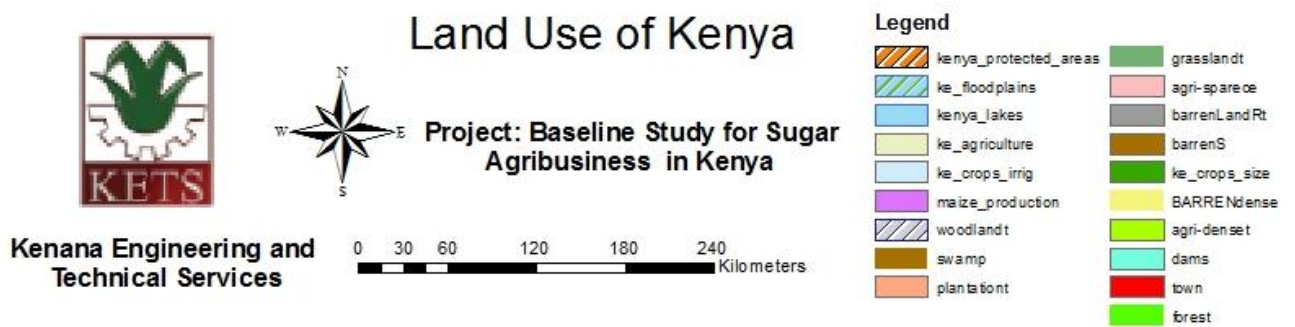 Land Use of Kenya
KETS
N
W
E
S
Project: Baseline Study for Sugar
Agribusiness in Kenya
Kenana Engineering and
Technical Services
0 30 60 120 180 240
Kilometers
Legend
kenya_protected_areas
ke_floodplains
kenya_lakes
ke_agriculture
ke_crops_irrig
maize_production
woodlandt
swamp
plantationt
grasslandt
agri-sparece
barrenLandRt
barrenS
ke_crops_size
BARRENdense
agri-denset
dams
town
forest